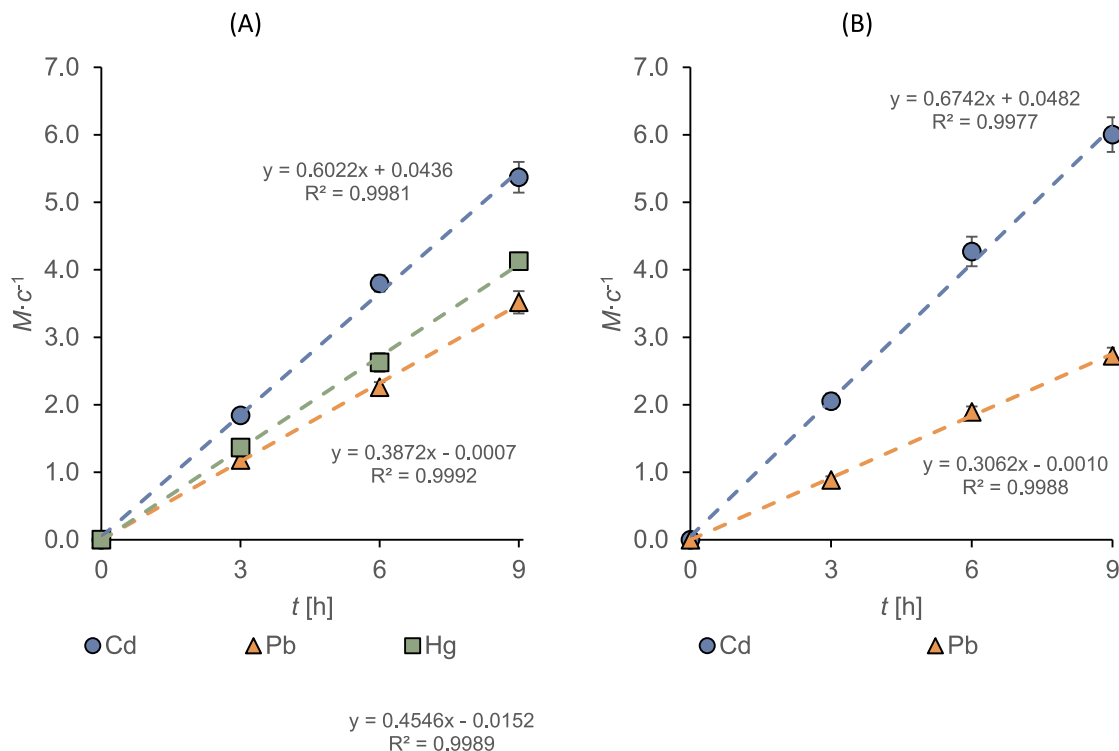 (A)
7.0
6.0
5.0
4.0
3.0
2.0
1.0
0.0
M·c⁻¹
y = 0.6022x + 0.0436
R² = 0.9981
y = 0.3872x - 0.0007
R² = 0.9992
0 3 6 9
t [h]
Cd Pb Hg
y = 0.4546x - 0.0152
R² = 0.9989
(B)
7.0
6.0
5.0
4.0
3.0
2.0
1.0
0.0
M·c⁻¹
y = 0.6742x + 0.0482
R² = 0.9977
y = 0.3062x - 0.0010
R² = 0.9988
0 3 6 9
t [h]
Cd Pb